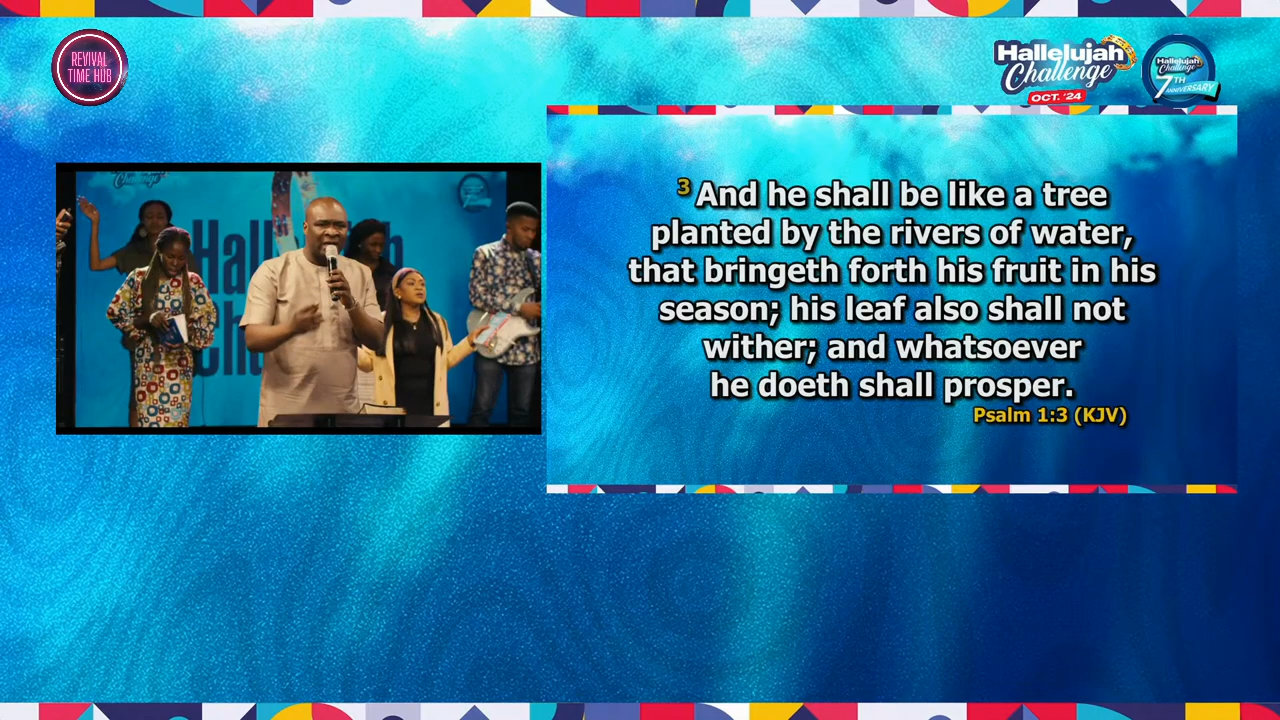 REVIVAL
TIME HUB
Hallelujah
Challenge
OCT. '24
Hallelujah
Challenge
7TH
ANNIVERSARY
3 And he shall be like a tree
planted by the rivers of water,
that bringeth forth his fruit in his
season; his leaf also shall not
wither; and whatsoever
he doeth shall prosper.
Psalm 1:3 (KJV)